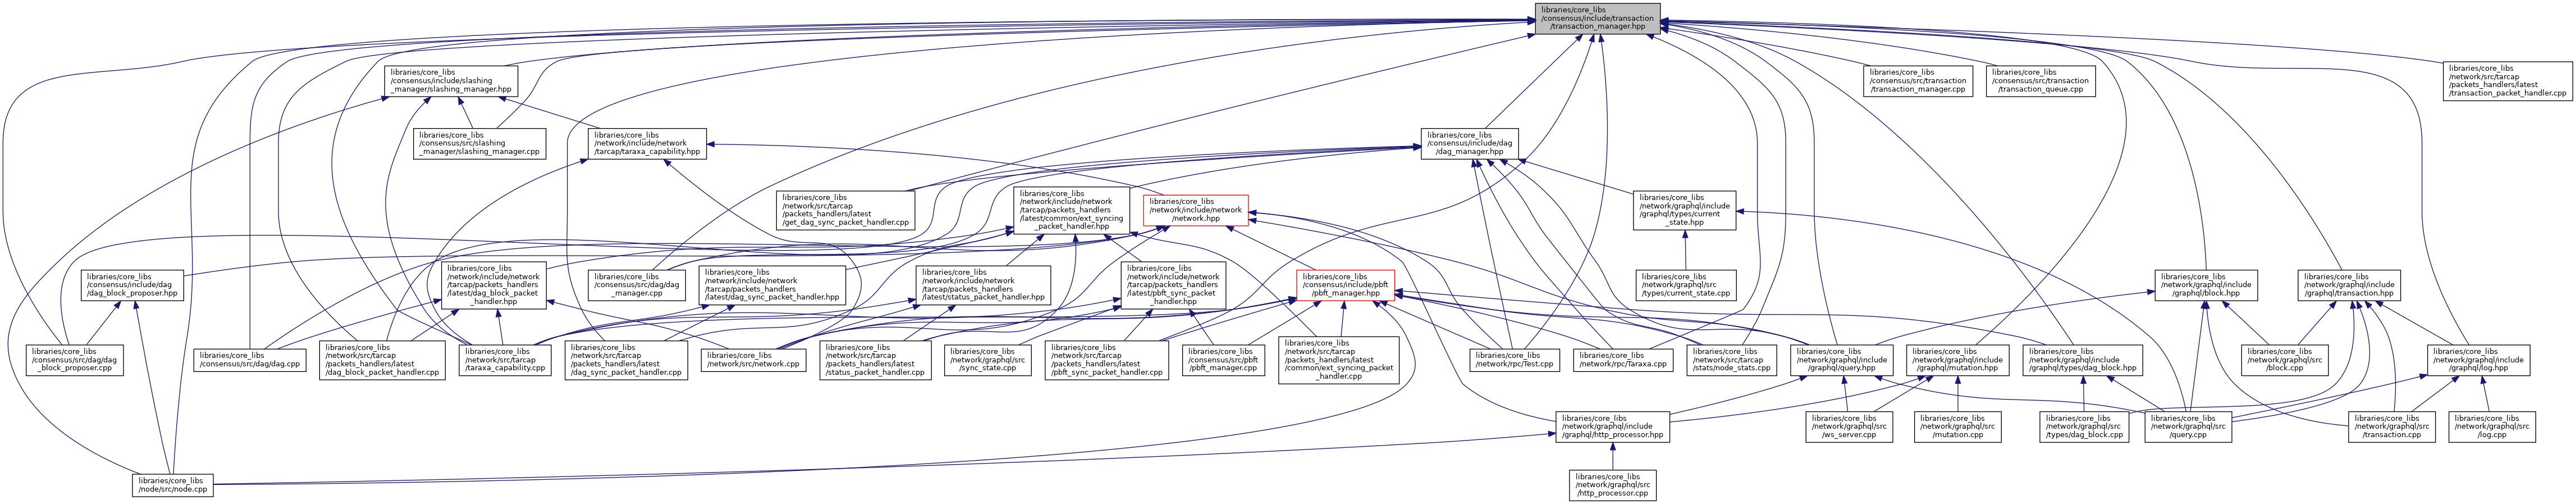 libraries/core_libs
/consensus/include/transaction
/transaction_manager.hpp
libraries/core_libs
/consensus/include/slashing
_manager/slashing_manager.hpp
libraries/core_libs
/consensus/src/transaction
/transaction_manager.cpp
libraries/core_libs
/consensus/src/transaction
/transaction_queue.cpp
libraries/core_libs
/network/src/tarcap
/packets_handlers/latest
/transaction_packet_handler.cpp
libraries/core_libs
/consensus/src/slashing
_manager/slashing_manager.cpp
libraries/core_libs
/network/include/network
/tarcap/taraxa_capability.hpp
libraries/core_libs
/consensus/include/dag
/dag_manager.hpp
libraries/core_libs
/network/src/tarcap
/packets_handlers/latest
/get_dag_sync_packet_handler.cpp
libraries/core_libs
/network/include/network
/tarcap/packets_handlers
/latest/common/ext_syncing
_packet_handler.hpp
libraries/core_libs
/network/include/network
/network.hpp
libraries/core_libs
/network/graphql/include
/graphql/types/current
_state.hpp
libraries/core_libs
/consensus/include/dag
/dag_block_proposer.hpp
libraries/core_libs
/network/include/network
/tarcap/packets_handlers
/latest/dag_block_packet
_handler.hpp
libraries/core_libs
/consensus/src/dag/dag
_manager.cpp
libraries/core_libs
/network/include/network
/tarcap/packets_handlers
/latest/dag_sync_packet_handler.hpp
libraries/core_libs
/network/include/network
/tarcap/packets_handlers
/latest/status_packet_handler.hpp
libraries/core_libs
/network/include/network
/tarcap/packets_handlers
/latest/pbft_sync_packet
_handler.hpp
libraries/core_libs
/consensus/include/pbft
/pbft_manager.hpp
libraries/core_libs
/network/graphql/src
/types/current_state.cpp
libraries/core_libs
/network/graphql/include
/graphql/block.hpp
libraries/core_libs
/network/graphql/include
/graphql/transaction.hpp
libraries/core_libs
/consensus/src/dag/dag
_block_proposer.cpp
libraries/core_libs
/consensus/src/dag/dag.cpp
libraries/core_libs
/network/src/tarcap
/packets_handlers/latest
/dag_block_packet_handler.cpp
libraries/core_libs
/network/src/tarcap
/taraxa_capability.cpp
libraries/core_libs
/network/src/tarcap
/packets_handlers/latest
/dag_sync_packet_handler.cpp
libraries/core_libs
/network/src/network.cpp
libraries/core_libs
/network/src/tarcap
/packets_handlers/latest
/status_packet_handler.cpp
libraries/core_libs
/network/graphql/src
/sync_state.cpp
libraries/core_libs
/network/src/tarcap
/packets_handlers/latest
/pbft_sync_packet_handler.cpp
libraries/core_libs
/consensus/src/pbft
/pbft_manager.cpp
libraries/core_libs
/network/src/tarcap
/packets_handlers/latest
/common/ext_syncing_packet
_handler.cpp
libraries/core_libs
/network/rpc/Test.cpp
libraries/core_libs
/network/rpc/Taraxa.cpp
libraries/core_libs
/network/src/tarcap
/stats/node_stats.cpp
libraries/core_libs
/network/graphql/include
/graphql/query.hpp
libraries/core_libs
/network/graphql/include
/graphql/mutation.hpp
libraries/core_libs
/network/graphql/include
/graphql/types/dag_block.hpp
libraries/core_libs
/network/graphql/src
/block.cpp
libraries/core_libs
/network/graphql/include
/graphql/log.hpp
libraries/core_libs
/network/graphql/include
/graphql/http_processor.hpp
libraries/core_libs
/network/graphql/src
/ws_server.cpp
libraries/core_libs
/network/graphql/src
/mutation.cpp
libraries/core_libs
/network/graphql/src
/types/dag_block.cpp
libraries/core_libs
/network/graphql/src
/query.cpp
libraries/core_libs
/network/graphql/src
/transaction.cpp
libraries/core_libs
/network/graphql/src
/log.cpp
libraries/core_libs
/node/src/node.cpp
libraries/core_libs
/network/graphql/src
/http_processor.cpp